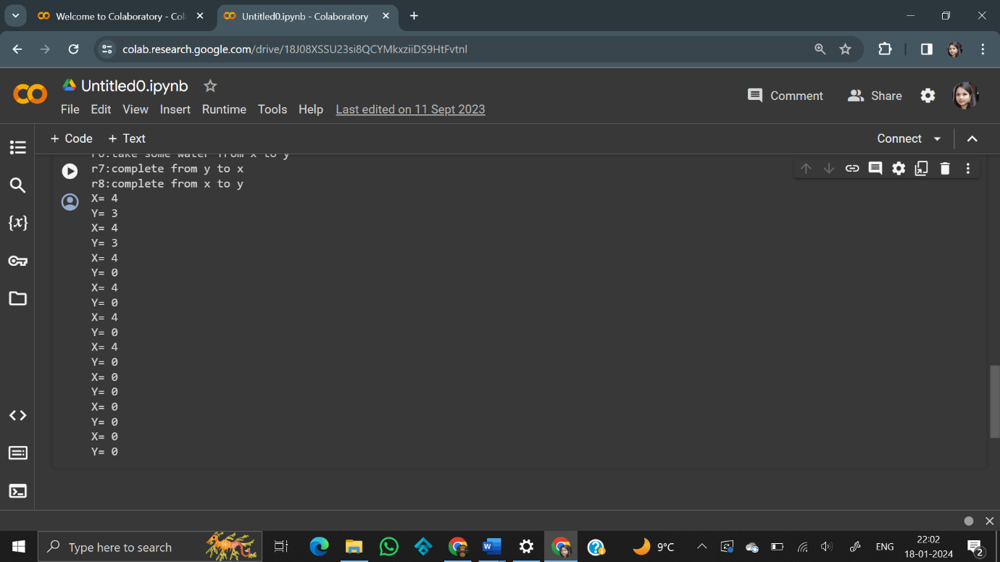 Welcome to Colaboratory - Col
Untitled0.ipynb - Colaboratory
colab.research.google.com/drive/18J08XSSU23si8QCYMkxziiDS9HtFvtnl
Untitled0.ipynb
Comment
Share
File Edit View Insert Runtime Tools Help Last edited on 11 Sept 2023
+ Code + Text
Connect
r6:take some water from x to y
r7:complete from y to x
r8:complete from x to y
X= 4
Y= 3
X= 4
Y= 3
X= 4
Y= 0
X= 4
Y= 0
X= 4
Y= 0
X= 4
Y= 0
X= 0
Y= 0
X= 0
Y= 0
X= 0
Y= 0
{x}
Type here to search
9°C
ENG
22:02
18-01-2024
2